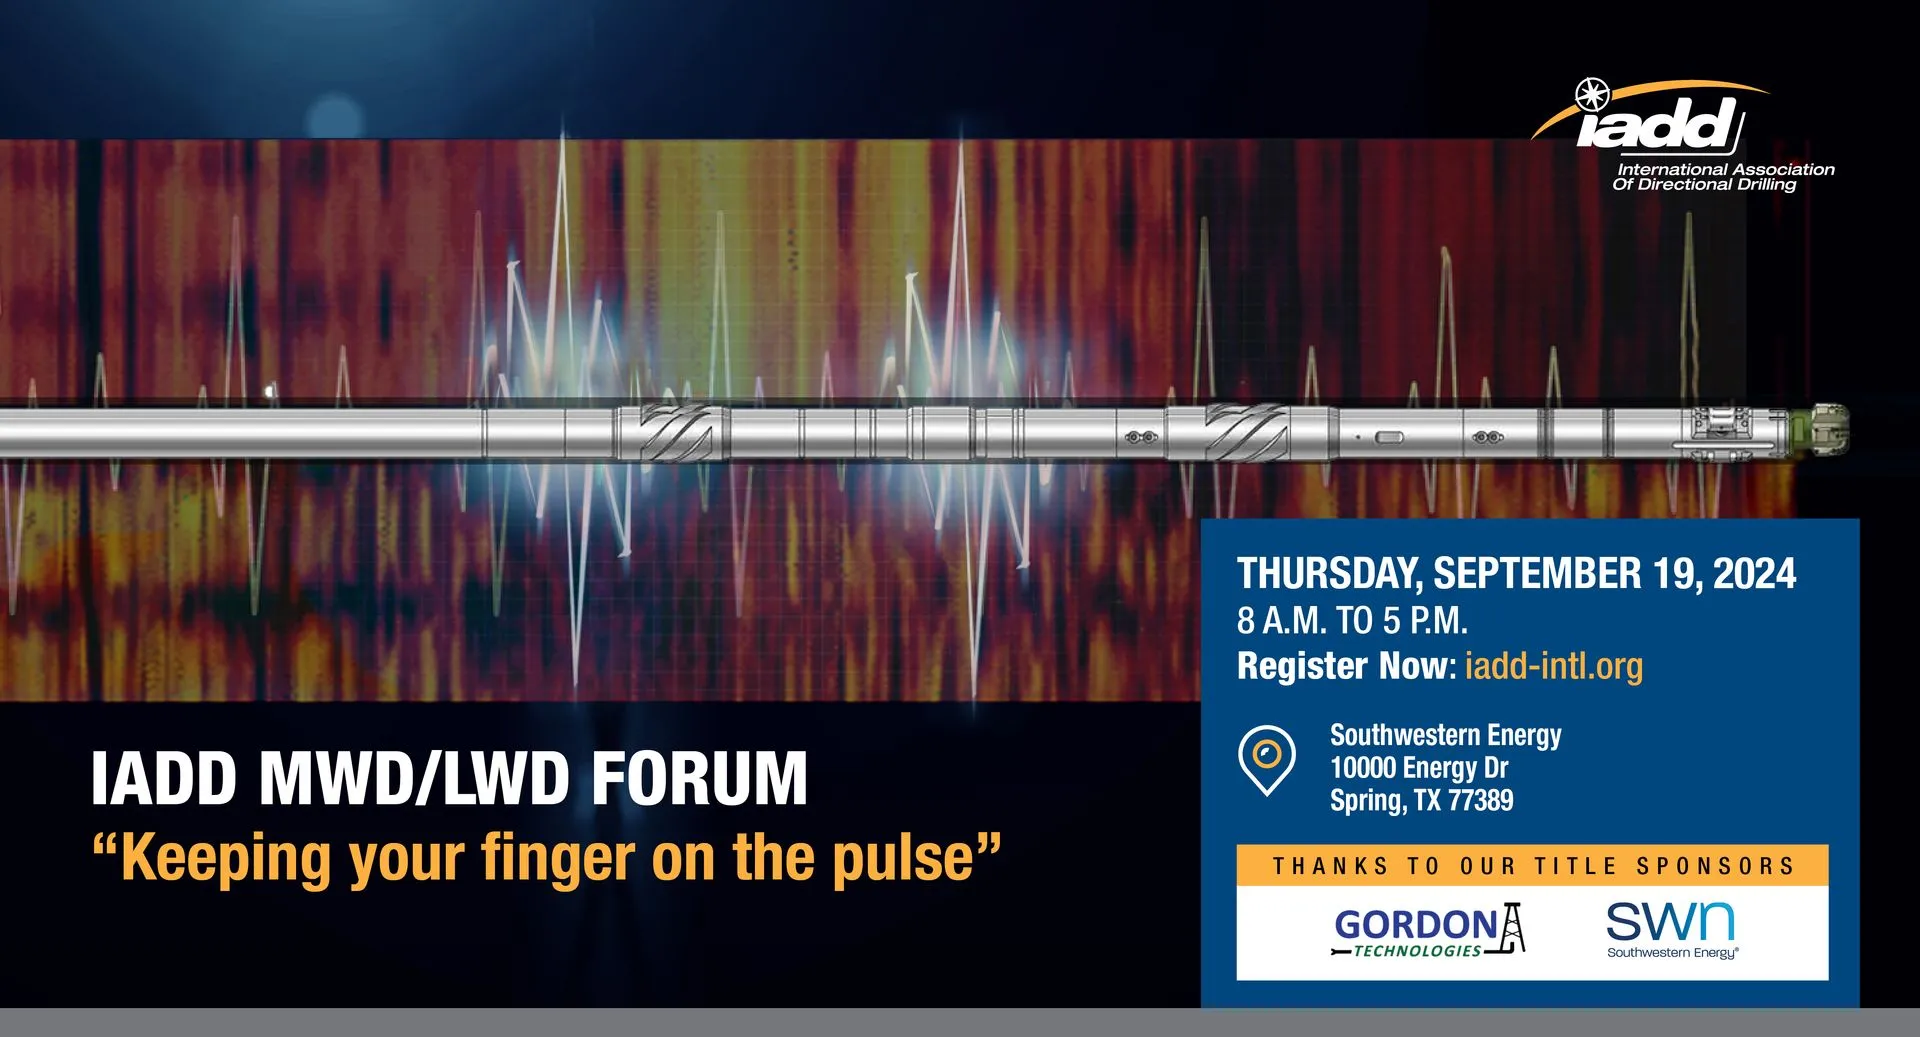 iadd
International Association
Of Directional Drilling
THURSDAY, SEPTEMBER 19, 2024
8 A.M. TO 5 P.M.
Register Now: iadd-intl.org
Southwestern Energy
10000 Energy Dr
Spring, TX 77389
IADD MWD/LWD FORUM
“Keeping your finger on the pulse”
THANKS TO OUR TITLE SPONSORS
GORDON
TECHNOLOGIES
swn
Southwestern Energy®